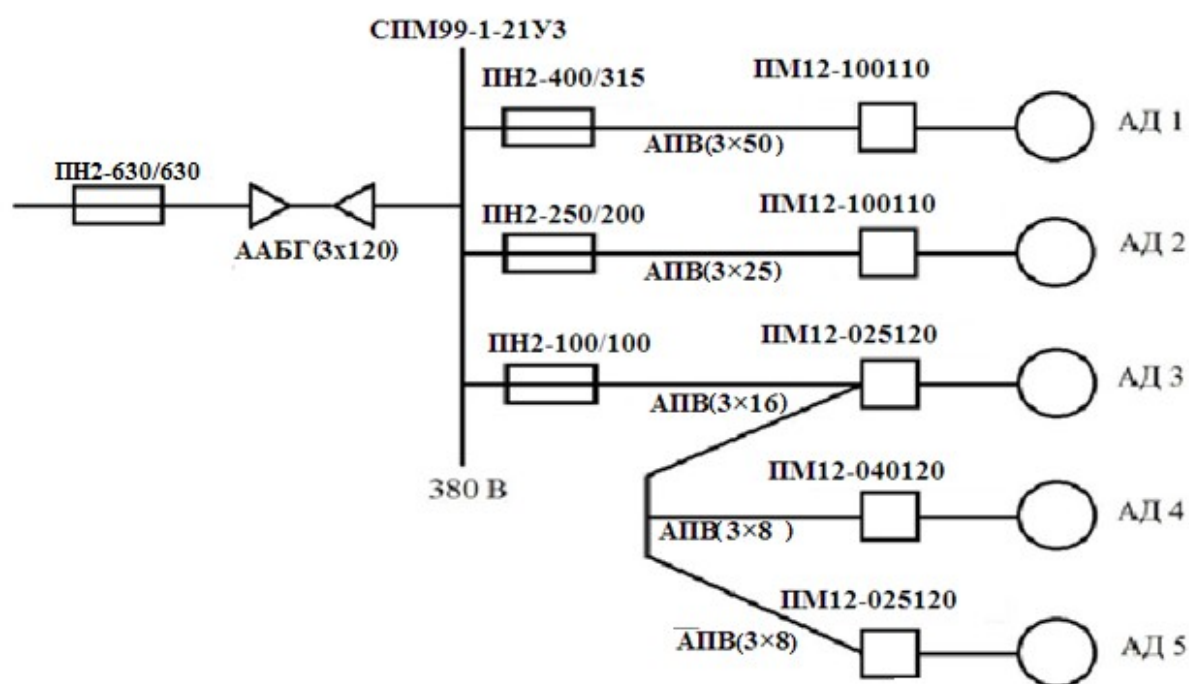 СПМ99-1-21У3
ПН2-400/315
ПМ12-100110
АД 1
АПВ(3×50)
ПН2-630/630
ААБГ(3х120)
ПН2-250/200
ПМ12-100110
АД 2
АПВ(3×25)
ПН2-100/100
ПМ12-025120
АД 3
АПВ(3×16)
380 В
ПМ12-040120
АД 4
АПВ(3×8 )
ПМ12-025120
АПВ(3×8)
АД 5